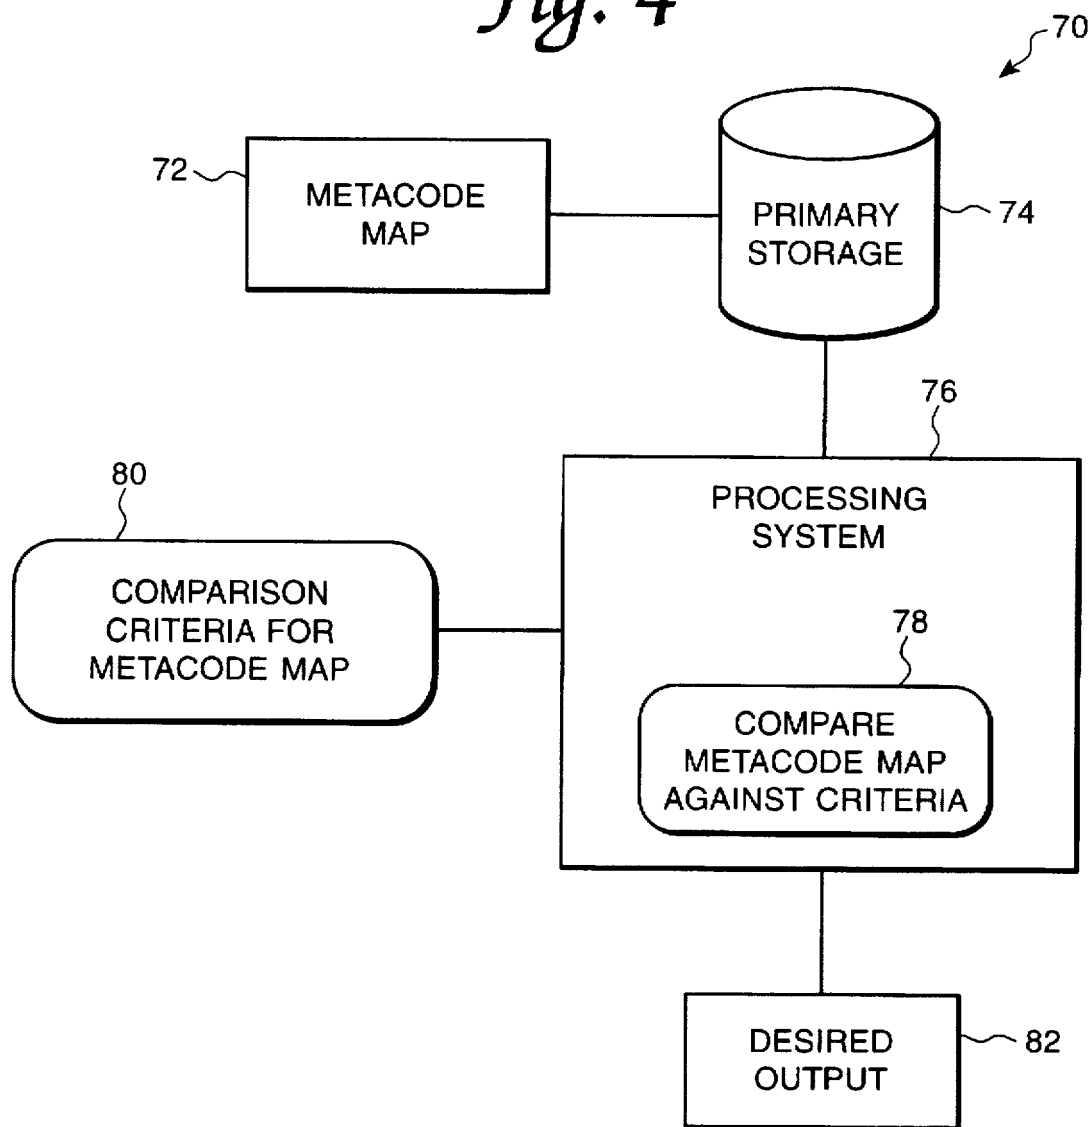 Fig. 4
70
72
METACODE
MAP
PRIMARY
STORAGE
74
76
PROCESSING
SYSTEM
80
COMPARISON
CRITERIA FOR
METACODE MAP
78
COMPARE
METACODE MAP
AGAINST CRITERIA
DESIRED
OUTPUT
82